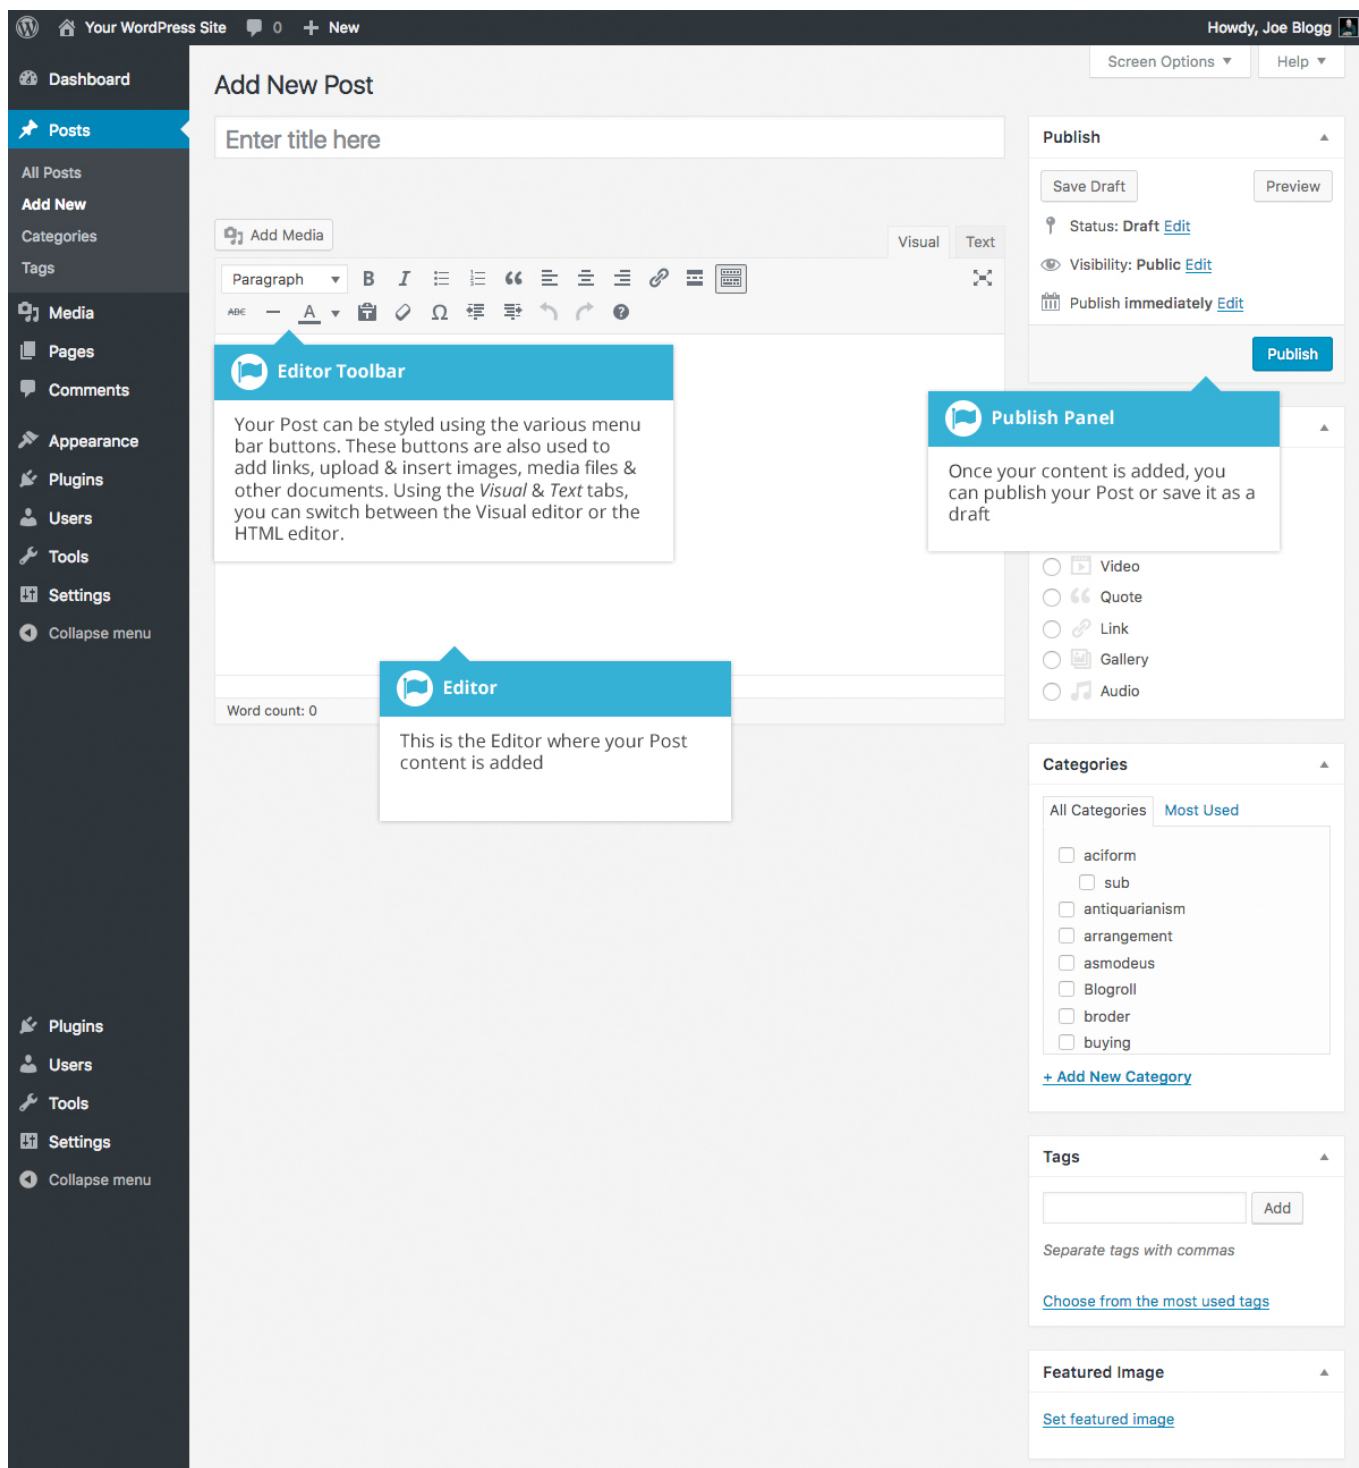 Your WordPress Site 0 + New Howdy, Joe Blogg
Screen Options Help
Dashboard
Posts
All Posts
Add New
Categories
Tags
Media
Pages
Comments
Appearance
Plugins
Users
Tools
Settings
Collapse menu
Plugins
Users
Tools
Settings
Collapse menu
Add New Post
Enter title here
Add Media
Visual Text
Paragraph B I
ABC A Ω
Editor Toolbar
Your Post can be styled using the various menu
bar buttons. These buttons are also used to
add links, upload & insert images, media files &
other documents. Using the Visual & Text tabs,
you can switch between the Visual editor or the
HTML editor.
Editor
This is the Editor where your Post
content is added
Word count: 0
Publish
Save Draft Preview
Status: Draft Edit
Visibility: Public Edit
Publish immediately Edit
Publish
Publish Panel
Once your content is added, you
can publish your Post or save it as a
draft
Video
Quote
Link
Gallery
Audio
Categories
All Categories Most Used
aciform
sub
antiquarianism
arrangement
asmodeus
Blogroll
broder
buying
+ Add New Category
Tags
Add
Separate tags with commas
Choose from the most used tags
Featured Image
Set featured image